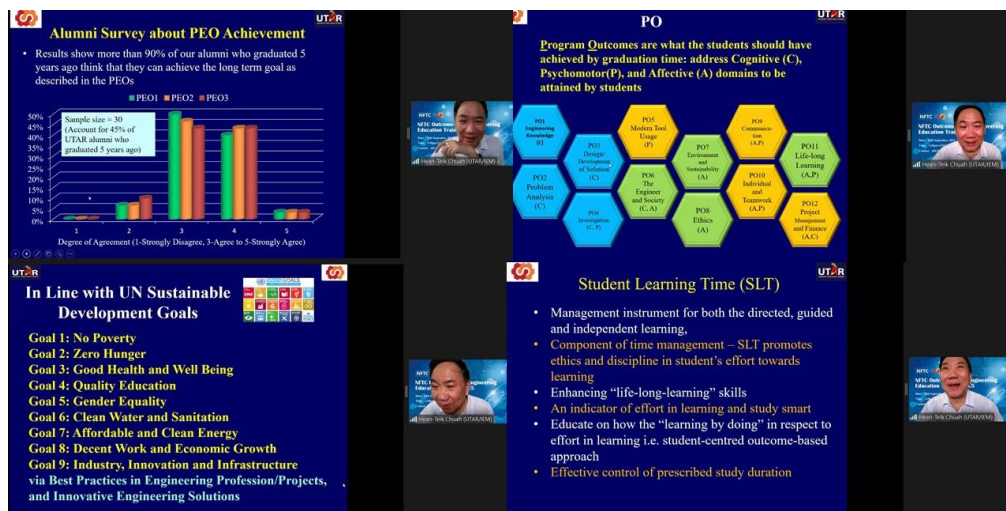 UTAR
Alumni Survey about PEO Achievement
• Results show more than 90% of our alumni who graduated 5
years ago think that they can achieve the long term goal as
described in the PEOs
PEO1 PEO2 PEO3
50%
45%
40%
35%
30%
25%
20%
15%
10%
5%
0%
Sample size = 30
(Account for 45% of
UTAR alumni who
graduated 5 years ago)
1 2 3 4 5
Degree of Agreement (1-Strongly Disagree, 3-Agree to 5-Strongly Agree)
NFTC
Hean-Teik Chuah (UTAR/IEM)
UTAR
PO
Program Outcomes are what the students should have
achieved by graduation time: address Cognitive (C),
Psychomotor(P), and Affective (A) domains to be
attained by students
PO1
Engineering
Knowledge
(C)
PO2
Problem
Analysis
(C)
PO3
Design/
Development
of Solution
(C)
PO4
Investigation
(C, P)
PO5
Modern Tool
Usage
(P)
PO6
The
Engineer
and Society
(C, A)
PO7
Environment
and
Sustainability
(A)
PO8
Ethics
(A)
PO9
Communica-
tion
(A,P)
PO10
Individual
and
Teamwork
(A,P)
PO11
Life-long
Learning
(A,P)
PO12
Project
Management
and Finance
(A,C)
Hean-Teik Chuah (UTAR/IEM)
UTAR
In Line with UN Sustainable
Development Goals
Goal 1: No Poverty
Goal 2: Zero Hunger
Goal 3: Good Health and Well Being
Goal 4: Quality Education
Goal 5: Gender Equality
Goal 6: Clean Water and Sanitation
Goal 7: Affordable and Clean Energy
Goal 8: Decent Work and Economic Growth
Goal 9: Industry, Innovation and Infrastructure
via Best Practices in Engineering Profession/Projects,
and Innovative Engineering Solutions
Hean-Teik Chuah (UTAR/IEM)
UTAR
Student Learning Time (SLT)
• Management instrument for both the directed, guided
and independent learning,
• Component of time management – SLT promotes
ethics and discipline in student's effort towards
learning
• Enhancing "life-long-learning" skills
• An indicator of effort in learning and study smart
• Educate on how the "learning by doing" in respect to
effort in learning i.e. student-centred outcome-based
approach
• Effective control of prescribed study duration
Hean-Teik Chuah (UTAR/IEM)